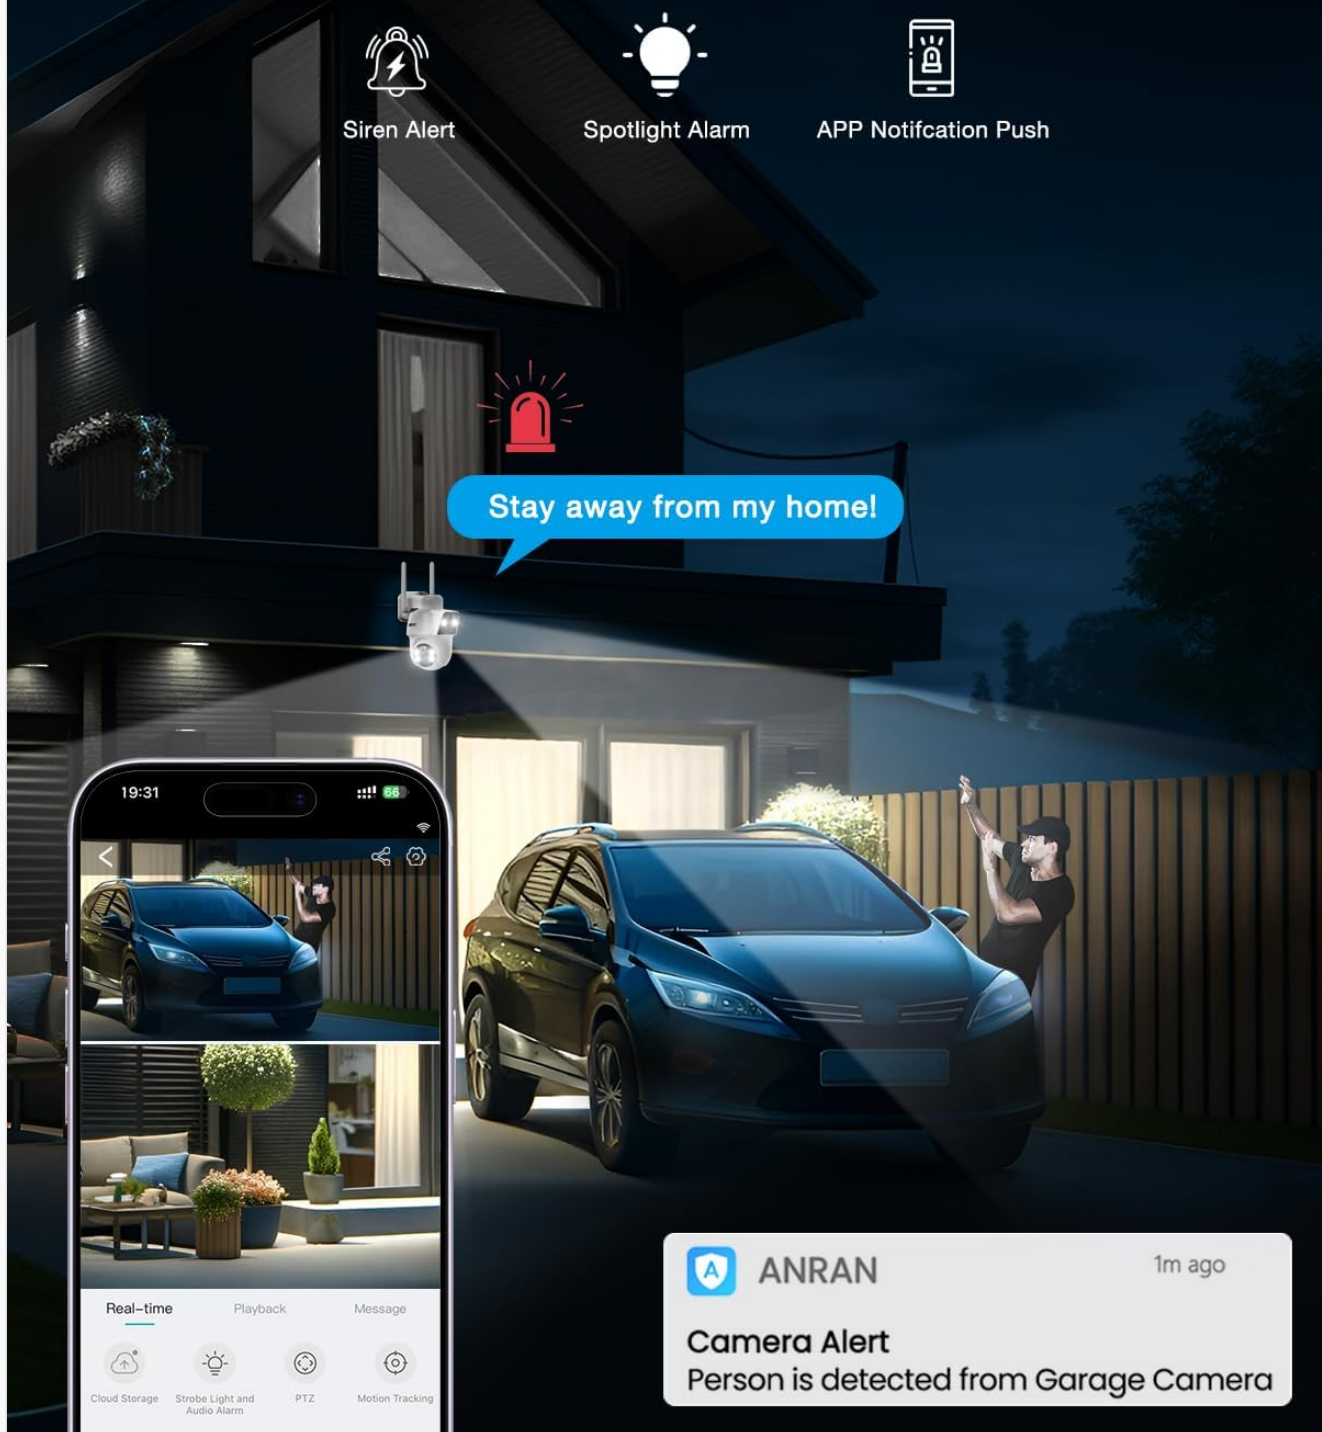 Siren Alert
Spotlight Alarm
APP Notifcation Push
Stay away from my home!
19:31
66
Real-time
Playback
Message
Cloud Storage
Strobe Light and
Audio Alarm
PTZ
Motion Tracking
A
ANRAN
1m ago
Camera Alert
Person is detected from Garage Camera